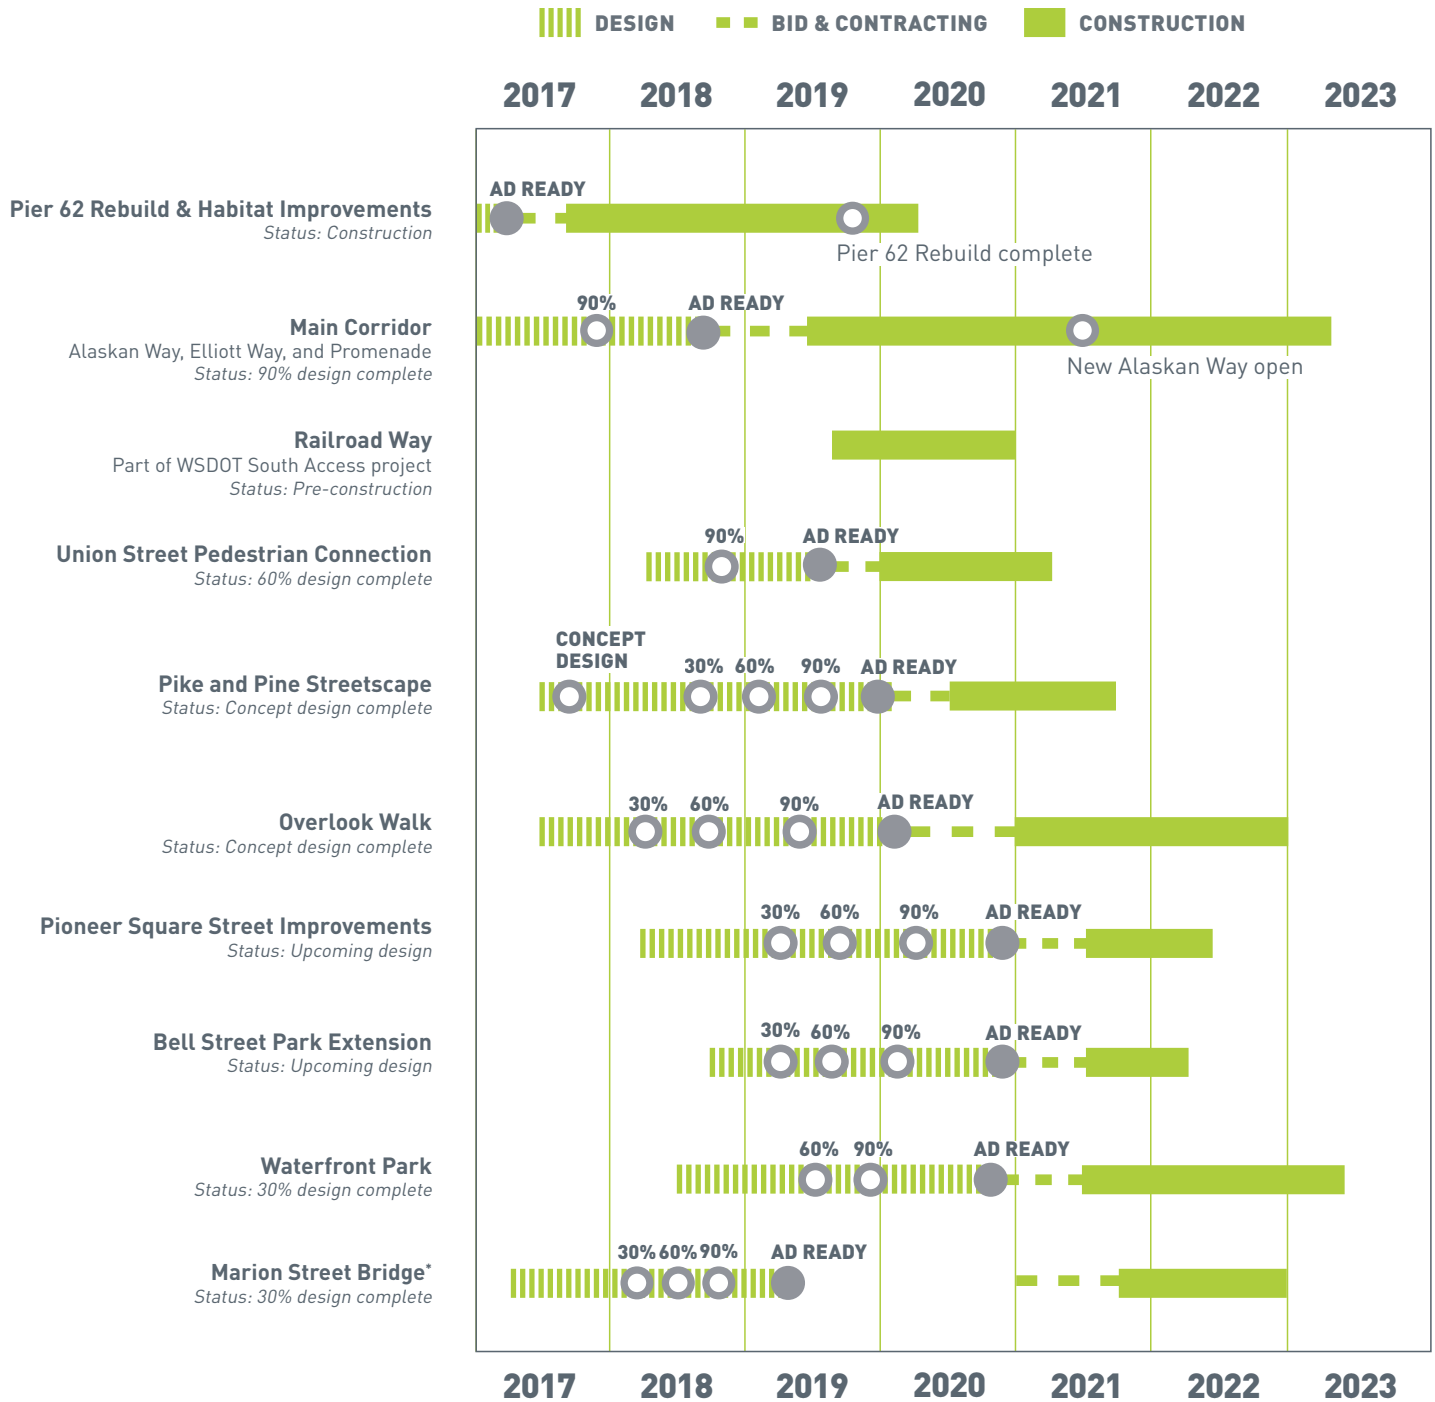 DESIGN BID & CONTRACTING CONSTRUCTION
2017 2018 2019 2020 2021 2022 2023
AD READY
Pier 62 Rebuild & Habitat Improvements
Status: Construction
Pier 62 Rebuild complete
90% AD READY
Main Corridor
Alaskan Way, Elliott Way, and Promenade
Status: 90% design complete
New Alaskan Way open
Railroad Way
Part of WSDOT South Access project
Status: Pre-construction
90% AD READY
Union Street Pedestrian Connection
Status: 60% design complete
CONCEPT
DESIGN 30% 60% 90% AD READY
Pike and Pine Streetscape
Status: Concept design complete
30% 60% 90% AD READY
Overlook Walk
Status: Concept design complete
30% 60% 90% AD READY
Pioneer Square Street Improvements
Status: Upcoming design
30% 60% 90% AD READY
Bell Street Park Extension
Status: Upcoming design
60% 90% AD READY
Waterfront Park
Status: 30% design complete
30% 60% 90% AD READY
Marion Street Bridge*
Status: 30% design complete
2017 2018 2019 2020 2021 2022 2023